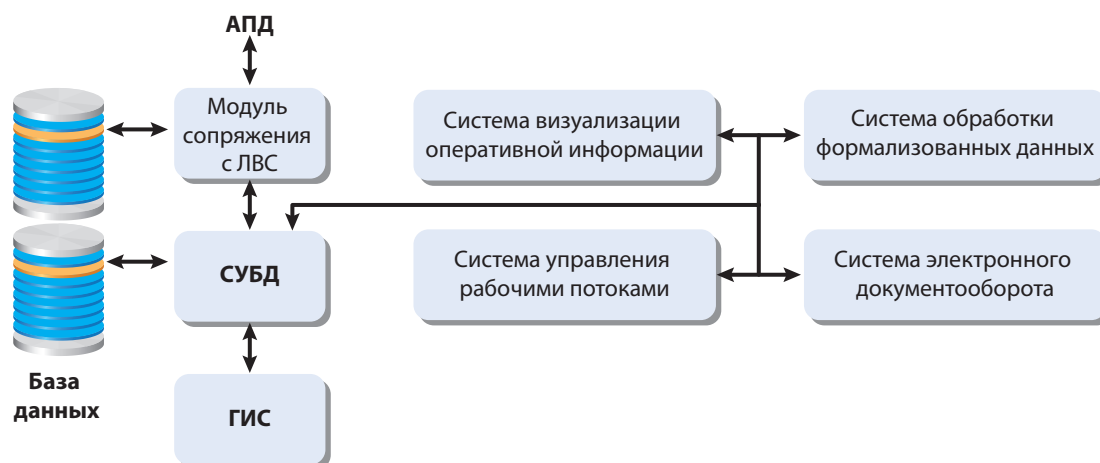 АПД
Модуль
сопряжения
с ЛВС
Система визуализации
оперативной информации
Система обработки
формализованных данных
СУБД
Система управления
рабочими потоками
Система электронного
документооборота
База
данных
ГИС